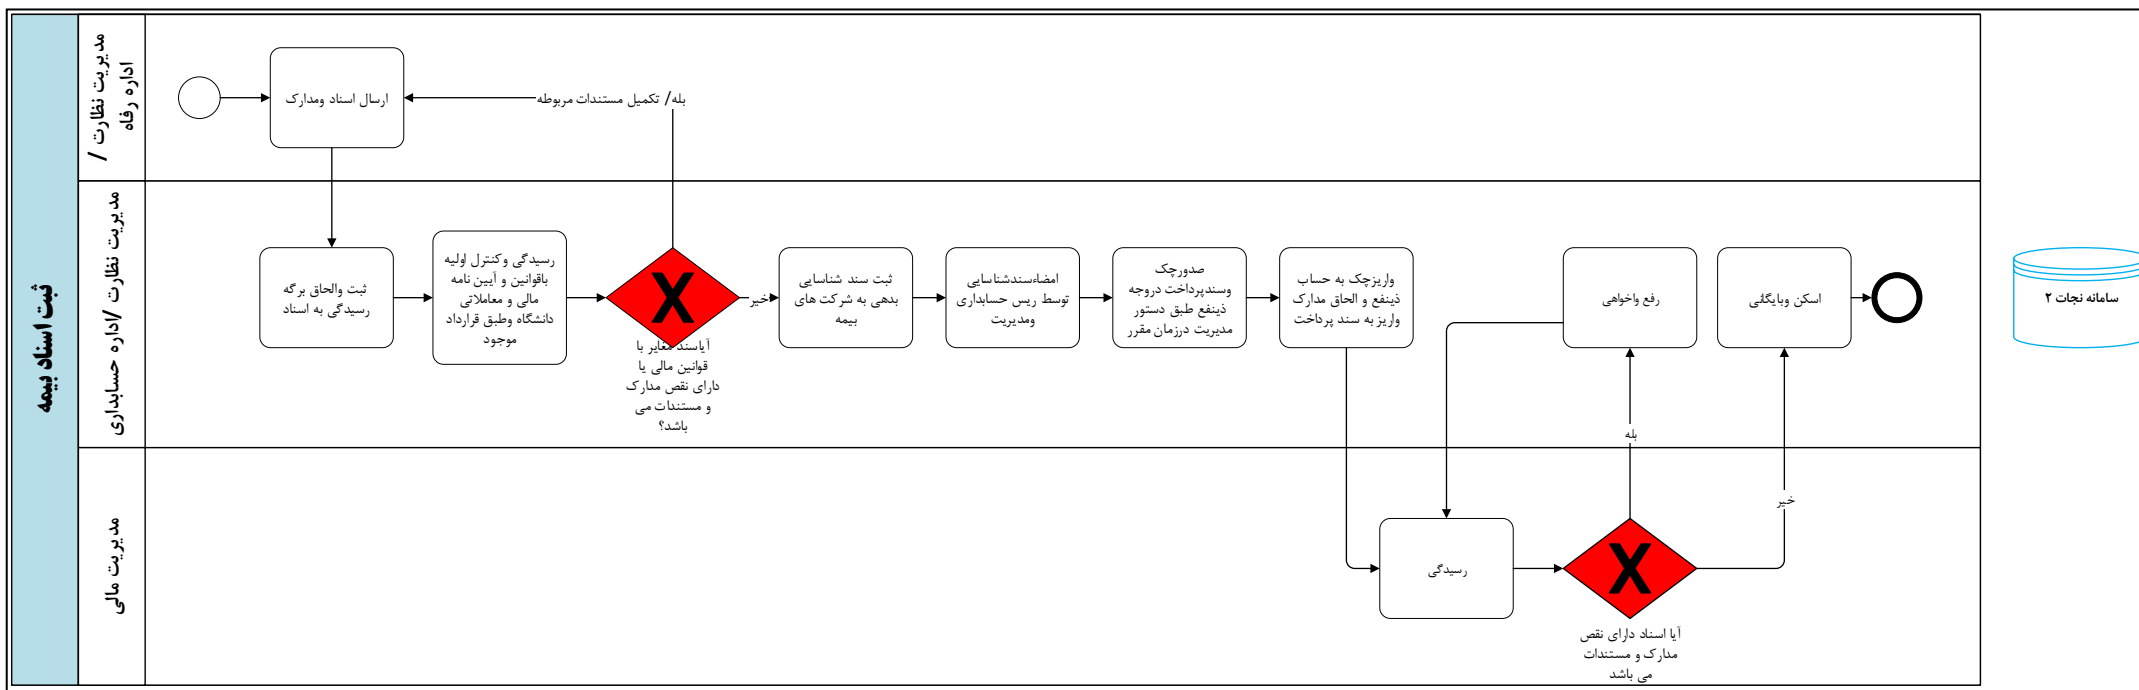 ثبت اسناد بیمه
مدیریت نظارت /
اداره رفاه
ارسال اسناد ومدارک
بله/ تکمیل مستندات مربوطه
مدیریت نظارت /اداره حسابداری
ثبت والحاق برگه
رسیدگی به اسناد
رسیدگی وکنترل اولیه
باقوانین و آیین نامه
مالی و معاملاتی
دانشگاه وطبق قرارداد
موجود
X
آیاسند مغایر با
قوانین مالی یا
دارای نقص مدارک
و مستندات می
باشد؟
خیر
ثبت سند شناسایی
بدهی به شرکت های
بیمه
امضاءسندشناسایی
توسط ریس حسابداری
ومدیریت
صدورچک
وسندپرداخت دروجه
ذینفع طبق دستور
مدیریت درزمان مقرر
واریزچک به حساب
ذینفع و الحاق مدارک
واریز به سند پرداخت
رفع واخواهی
اسکن وبایگانی
سامانه نجات ۲
مدیریت مالی
رسیدگی
X
آیا اسناد دارای نقص
مدارک و مستندات
می باشد
بله
خیر